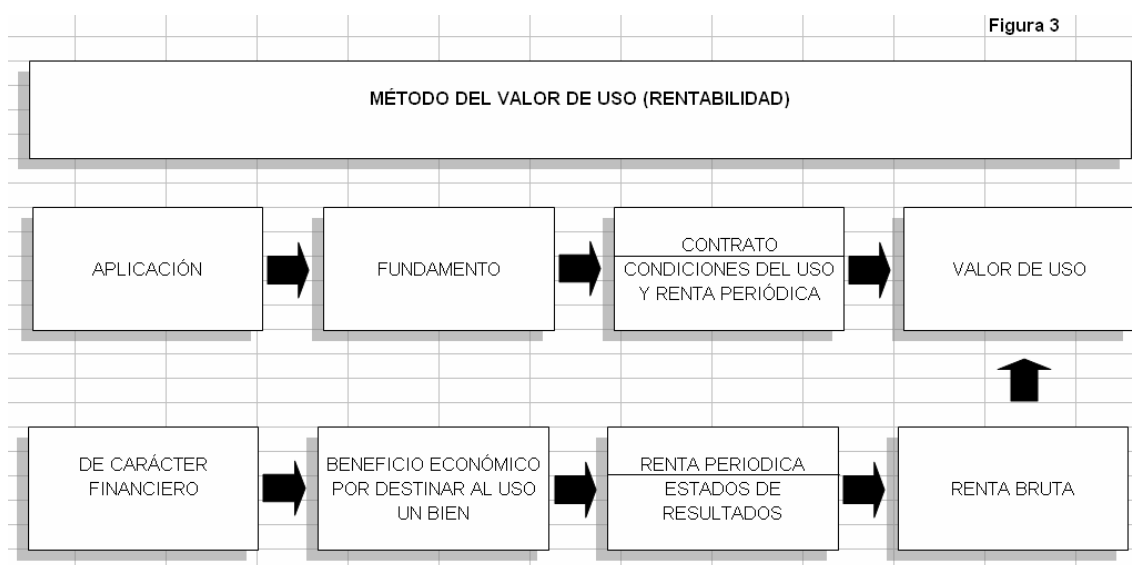 Figura 3
MÉTODO DEL VALOR DE USO (RENTABILIDAD)
APLICACIÓN
FUNDAMENTO
CONTRATO
CONDICIONES DEL USO
Y RENTA PERIÓDICA
VALOR DE USO
DE CARÁCTER
FINANCIERO
BENEFICIO ECONÓMICO
POR DESTINAR AL USO
UN BIEN
RENTA PERIODICA
ESTADOS DE
RESULTADOS
RENTA BRUTA